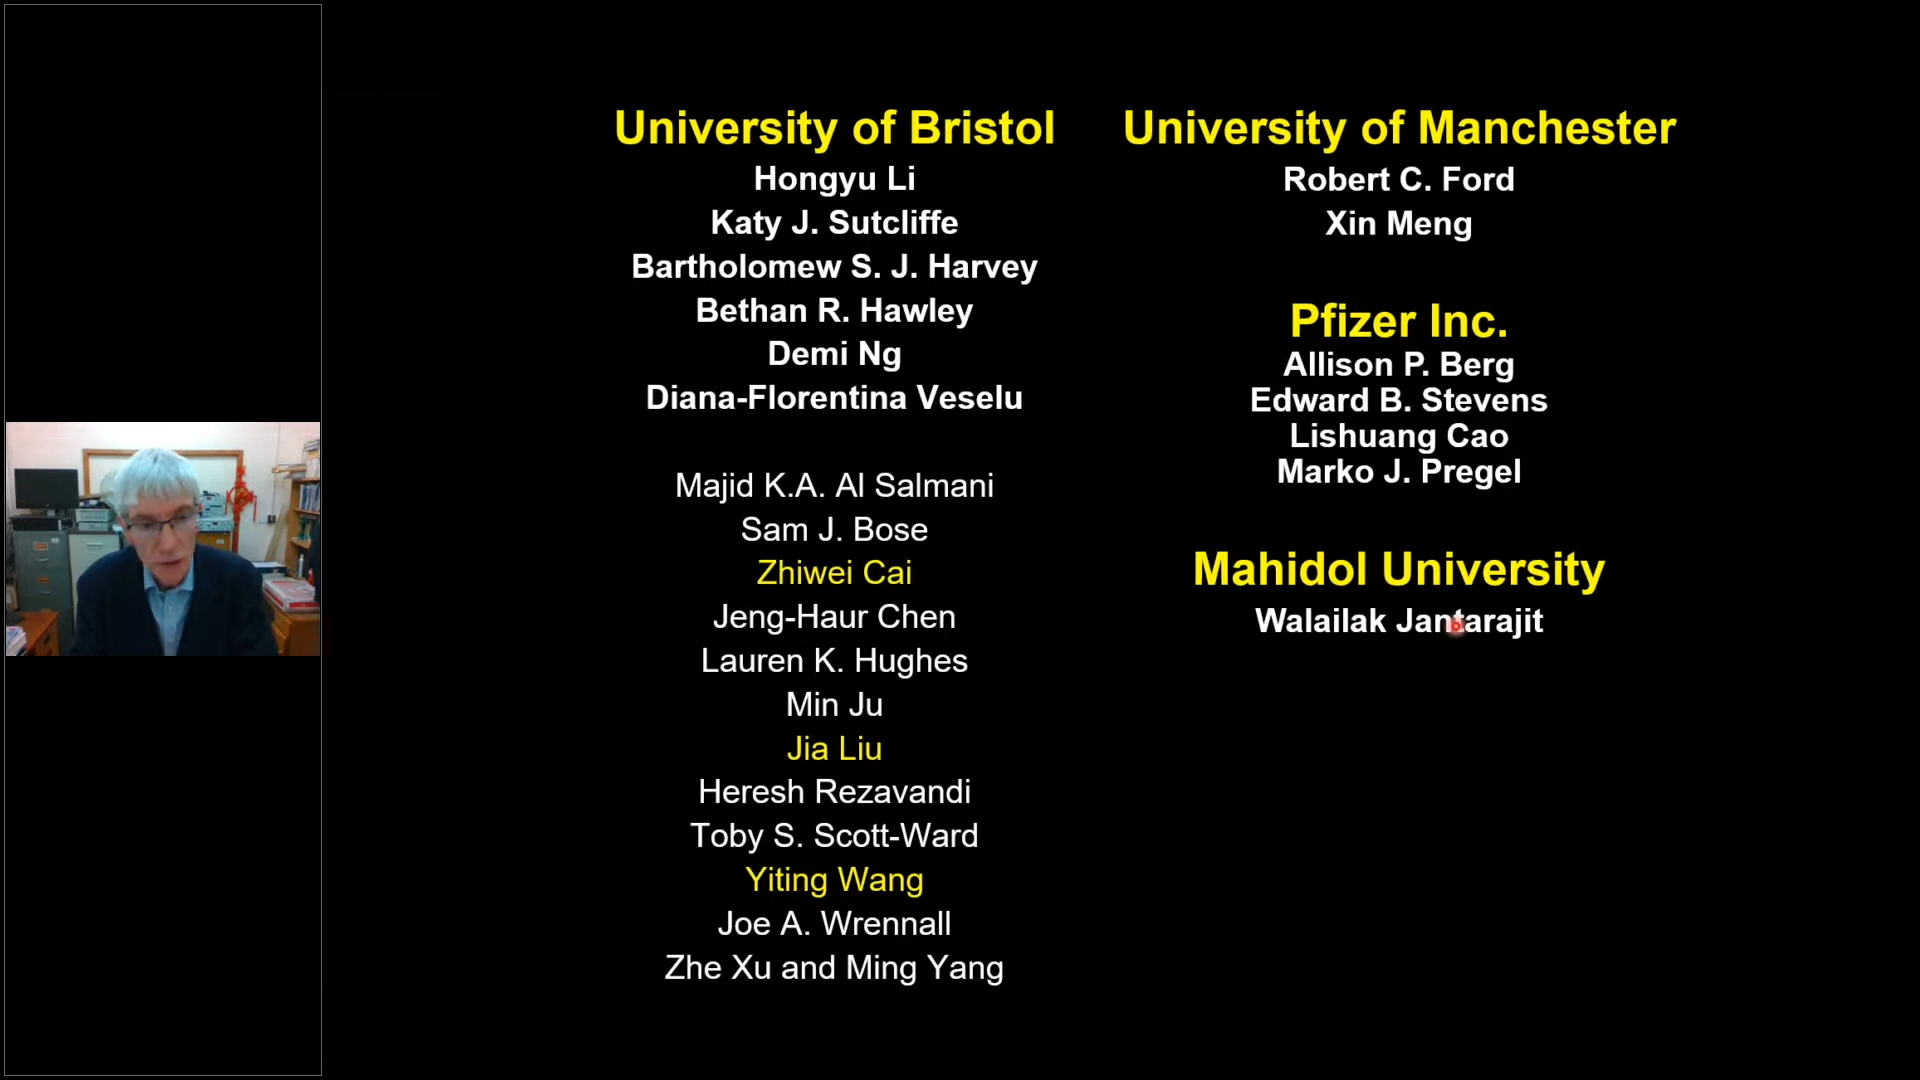 University of Bristol
Hongyu Li
Katy J. Sutcliffe
Bartholomew S. J. Harvey
Bethan R. Hawley
Demi Ng
Diana-Florentina Veselu
Majid K.A. Al Salmani
Sam J. Bose
Zhiwei Cai
Jeng-Haur Chen
Lauren K. Hughes
Min Ju
Jia Liu
Heresh Rezavandi
Toby S. Scott-Ward
Yiting Wang
Joe A. Wrennall
Zhe Xu and Ming Yang
University of Manchester
Robert C. Ford
Xin Meng
Pfizer Inc.
Allison P. Berg
Edward B. Stevens
Lishuang Cao
Marko J. Pregel
Mahidol University
Walailak Jantarajit